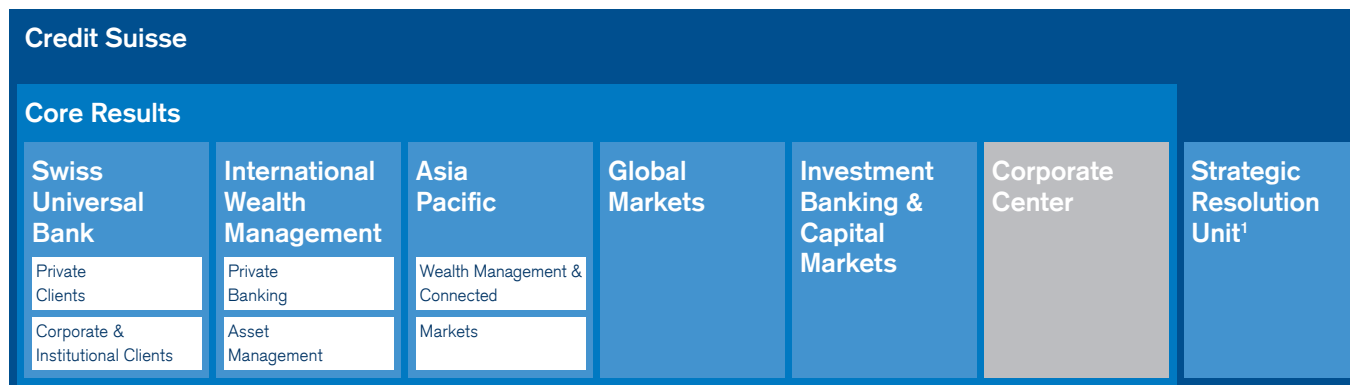 Credit Suisse
Core Results
Swiss
Universal
Bank
Private
Clients
Corporate &
Institutional Clients
International
Wealth
Management
Private
Banking
Asset
Management
Asia
Pacific
Wealth Management &
Connected
Markets
Global
Markets
Investment
Banking &
Capital
Markets
Corporate
Center
Strategic
Resolution
Unit¹